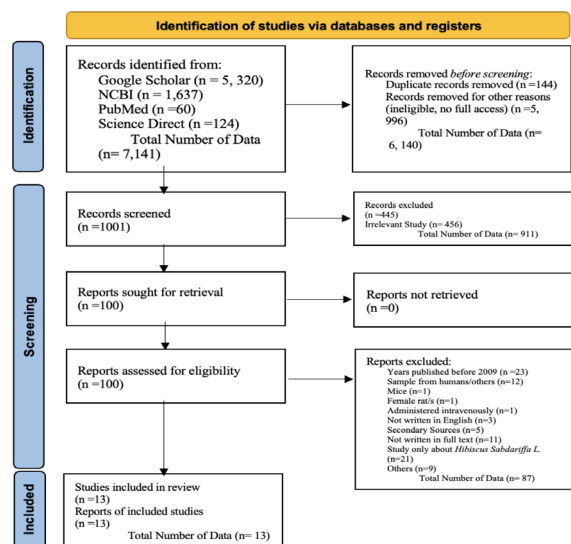 Identification of studies via databases and registers
Identification
Records identified from:
Google Scholar (n = 5, 320)
NCBI (n = 1,637)
PubMed (n =60)
Science Direct (n =124)
Total Number of Data
(n= 7,141)
Records removed before screening:
Duplicate records removed (n =144)
Records removed for other reasons
(ineligible, no full access) (n =5,
996)
Total Number of Data (n=
6, 140)
Screening
Records screened
(n =1001)
Records excluded
(n =445)
Irrelevant Study (n= 456)
Total Number of Data (n= 911)
Reports sought for retrieval
(n =100)
Reports not retrieved
(n =0)
Reports assessed for eligibility
(n =100)
Reports excluded:
Years published before 2009 (n =23)
Sample from humans/others (n=12)
Mice (n=1)
Female rat/s (n=1)
Administered intravenously (n=1)
Not written in English (n=3)
Secondary Sources (n=5)
Not written in full text (n=11)
Study only about Hibiscus Sabdariffa L.
(n=21)
Others (n=9)
Total Number of Data (n= 87)
Included
Studies included in review
(n =13)
Reports of included studies
(n =13)
Total Number of Data (n= 13)